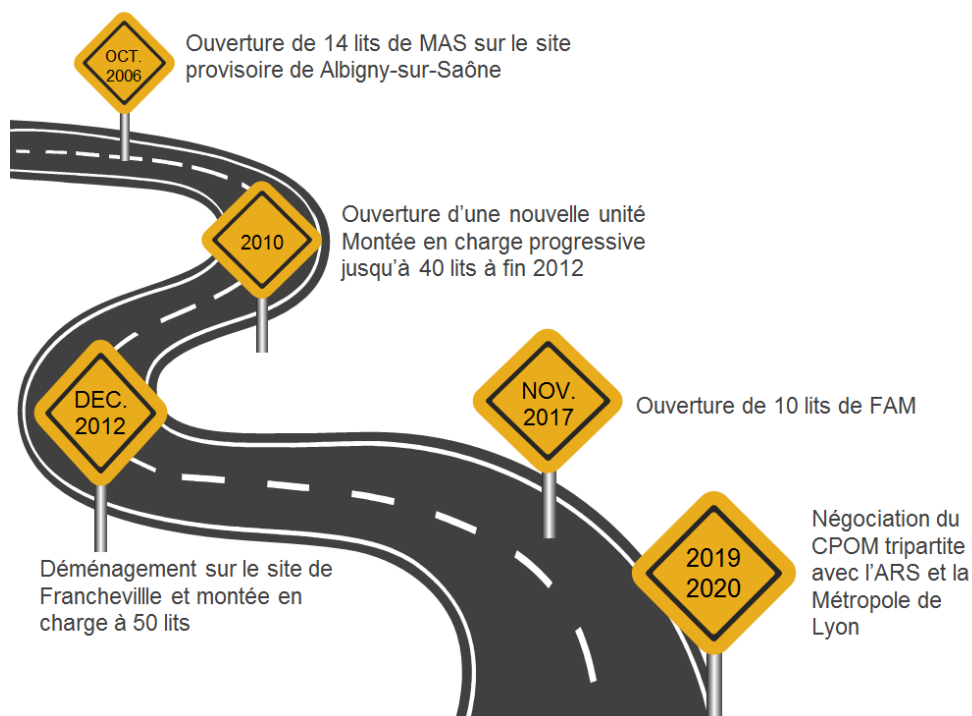 OCT.
2006
Ouverture de 14 lits de MAS sur le site
provisoire de Albigny-sur-Saône
2010
Ouverture d’une nouvelle unité
Montée en charge progressive
jusqu’à 40 lits à fin 2012
DEC.
2012
Déménagement sur le site de
Franchevillle et montée en
charge à 50 lits
NOV.
2017
Ouverture de 10 lits de FAM
2019
2020
Négociation du
CPOM tripartite
avec l’ARS et la
Métropole de
Lyon